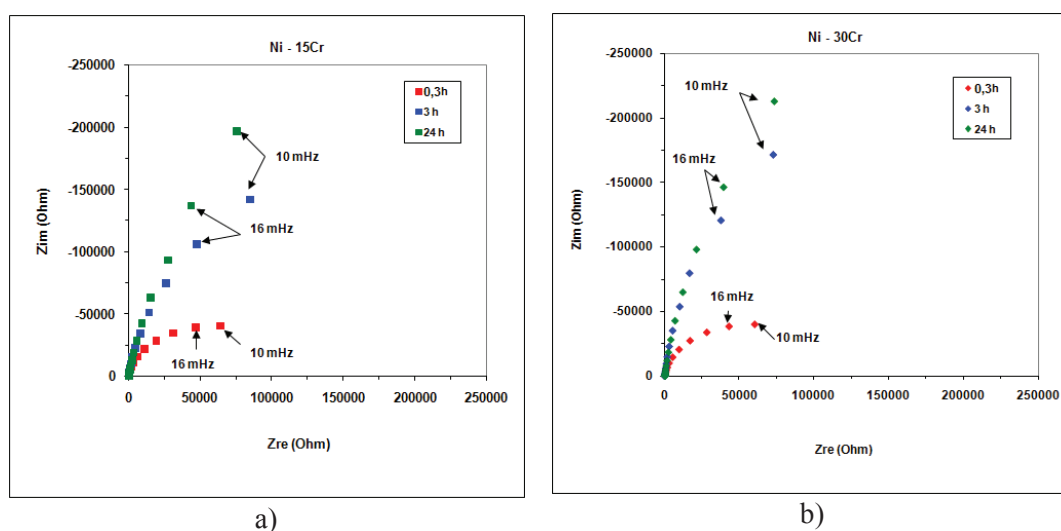 Ni - 15Cr
-250000
-200000
-150000
-100000
-50000
0
Zim (Ohm)
0,3h
3 h
24 h
10 mHz
16 mHz
16 mHz
10 mHz
0 50000 100000 150000 200000 250000
Zre (Ohm)
a)
Ni - 30Cr
-250000
-200000
-150000
-100000
-50000
0
Zim (Ohm)
0,3h
3 h
24 h
10 mHz
16 mHz
16 mHz
10 mHz
0 50000 100000 150000 200000 250000
Zre (Ohm)
b)